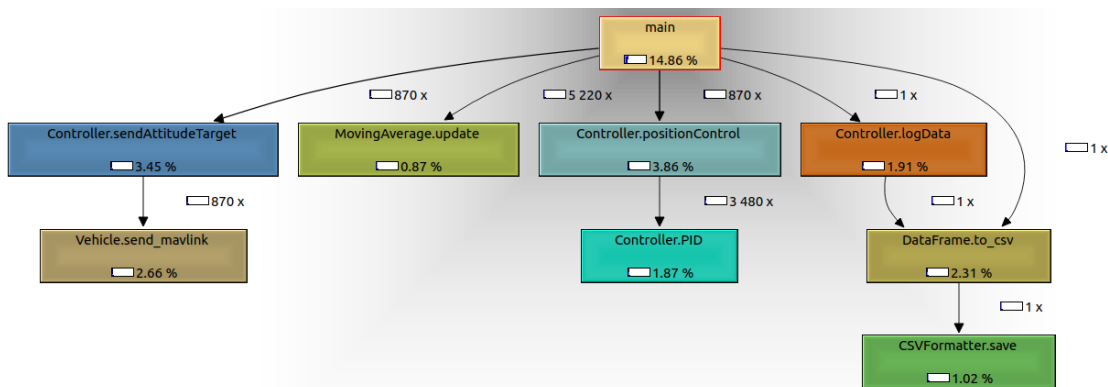 main
14.86 %
870 x
5 220 x
870 x
1 x
1 x
Controller.sendAttitudeTarget
3.45 %
MovingAverage.update
0.87 %
Controller.positionControl
3.86 %
Controller.logData
1.91 %
870 x
3 480 x
1 x
Vehicle.send_mavlink
2.66 %
Controller.PID
1.87 %
DataFrame.to_csv
2.31 %
1 x
CSVFormatter.save
1.02 %